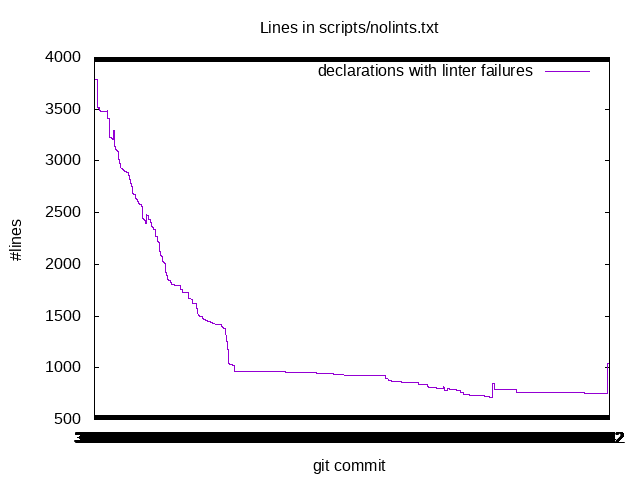 Lines in scripts/nolints.txt
declarations with linter failures
4000
3500
3000
2500
2000
1500
1000
500
#lines
git commit